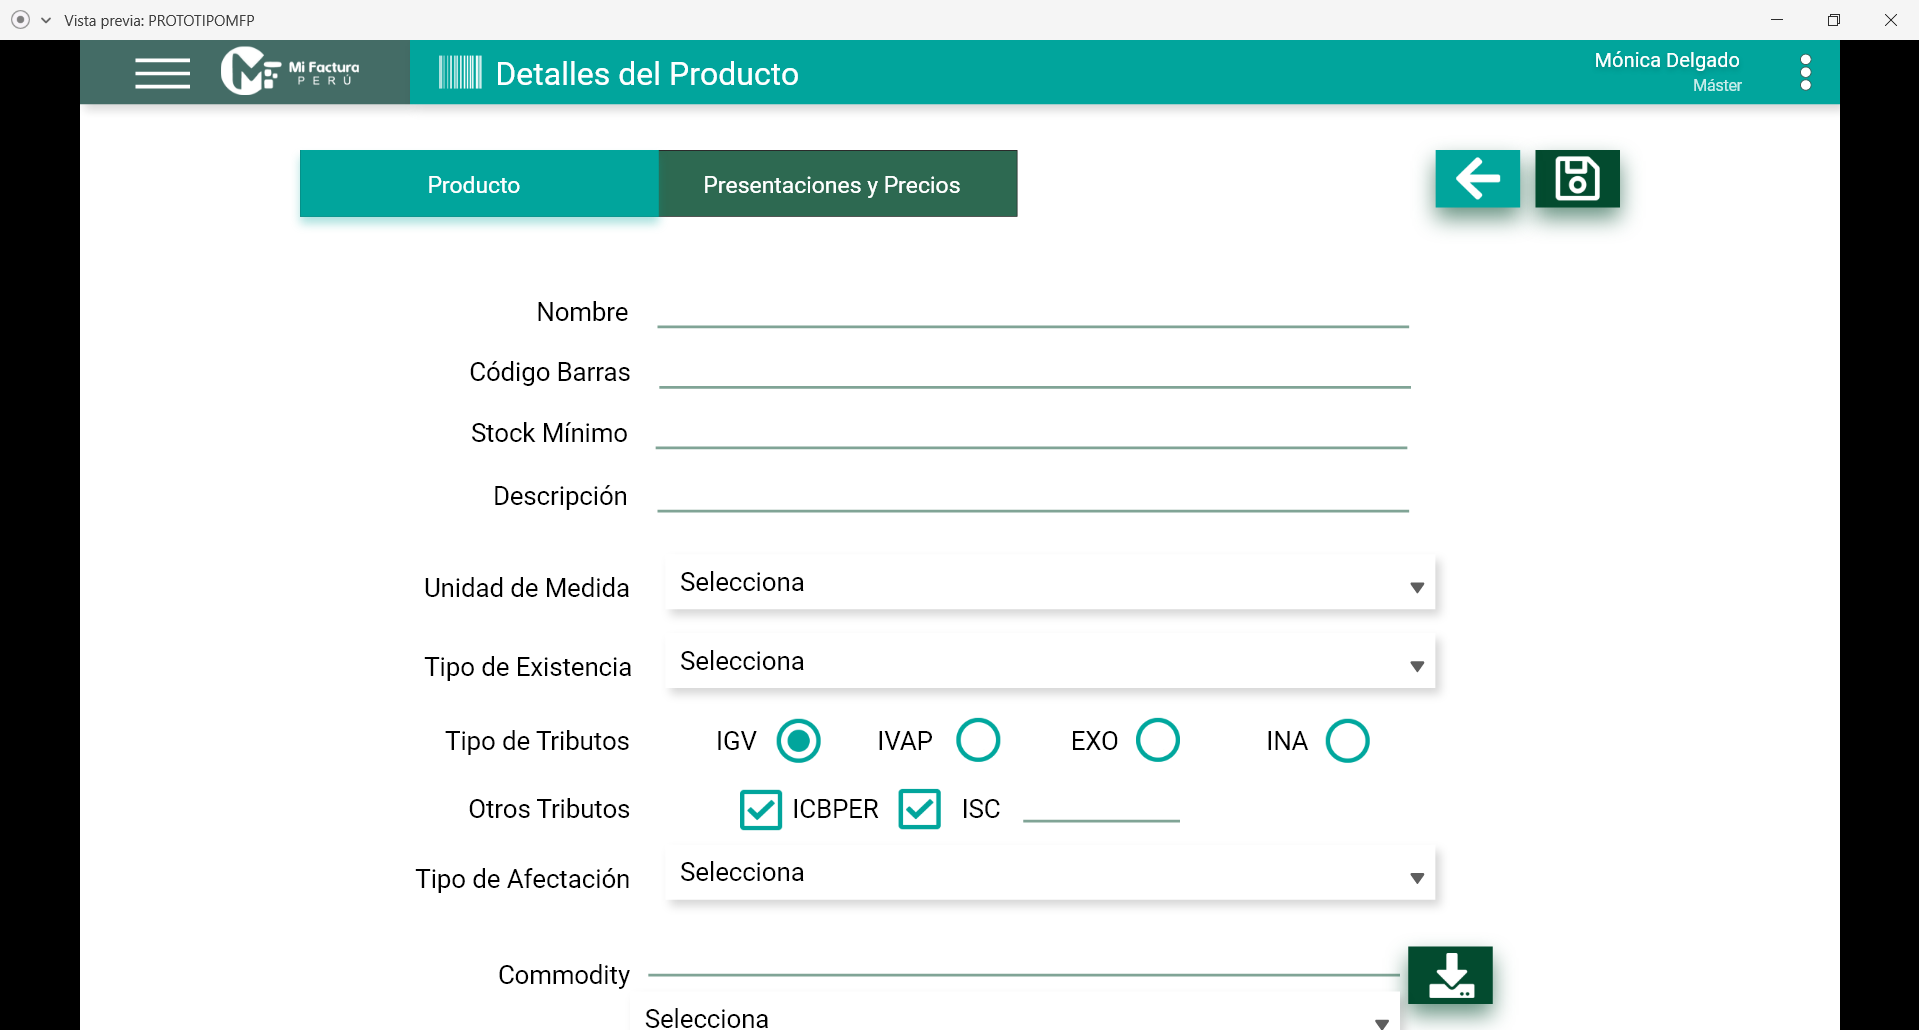 Vista previa: PROTOTIPOMFP
Mi Factura
PERÚ
Detalles del Producto
Mónica Delgado
Máster
Producto
Presentaciones y Precios
Nombre
Código Barras
Stock Mínimo
Descripción
Unidad de Medida Selecciona
Tipo de Existencia Selecciona
Tipo de Tributos IGV IVAP EXO INA
Otros Tributos ICBPER ISC
Tipo de Afectación Selecciona
Commodity
Selecciona